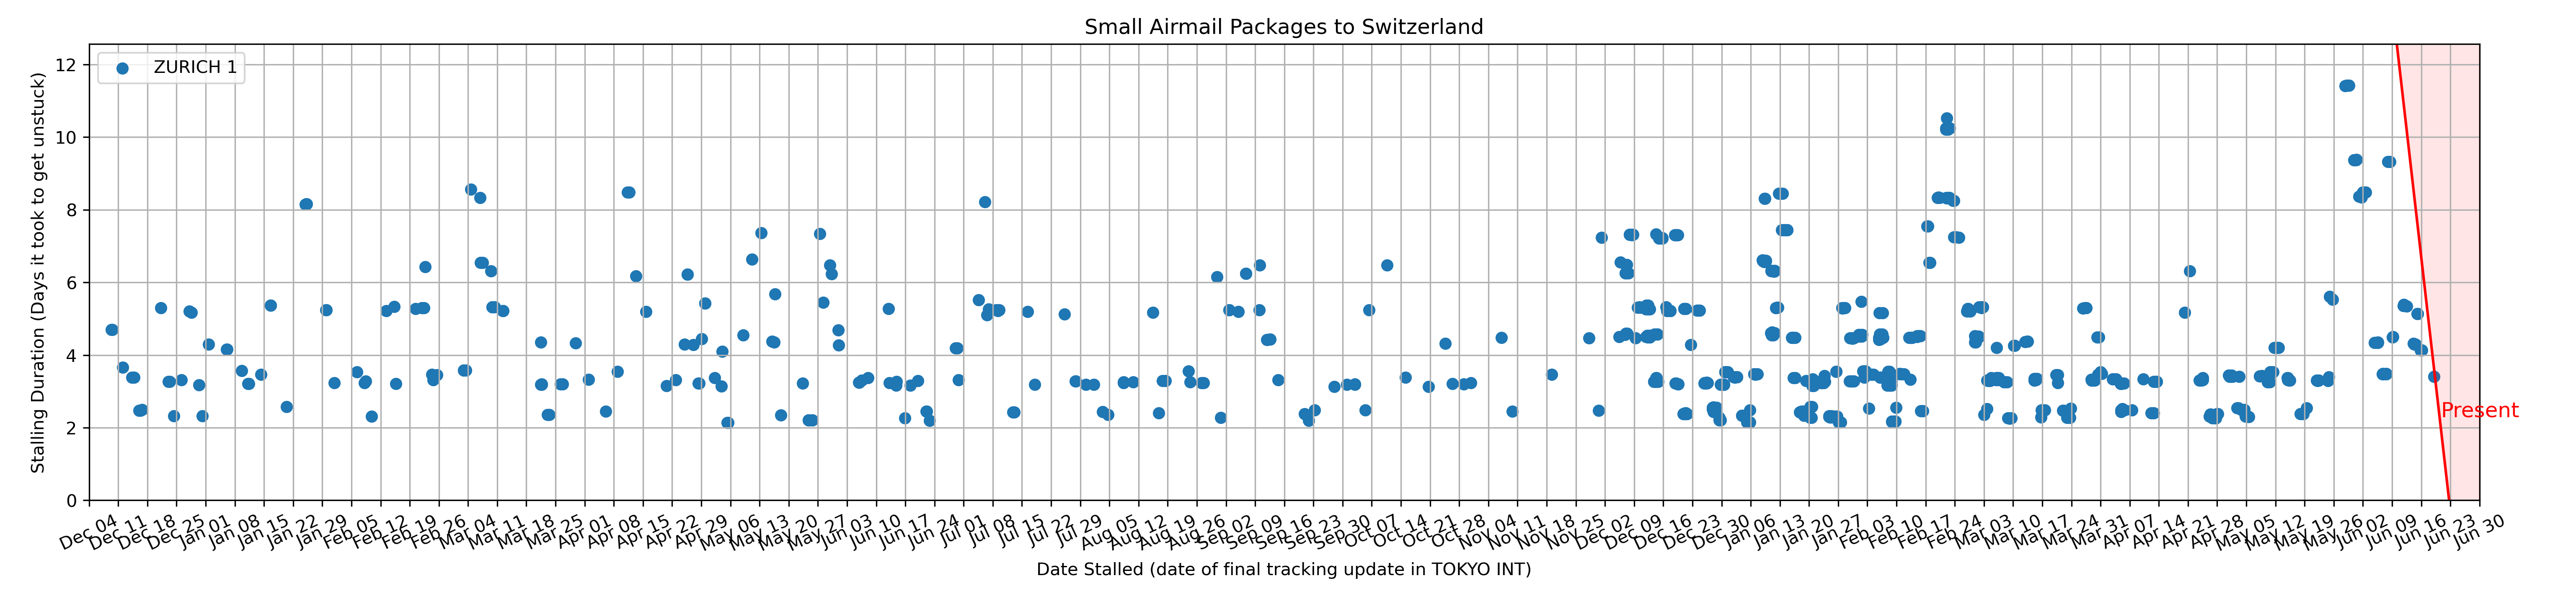 Small Airmail Packages to Switzerland
ZURICH 1
Stalling Duration (Days it took to get unstuck)
12
10
8
6
4
2
0
Present
Dec 04
Dec 11
Dec 18
Dec 25
Jan 01
Jan 08
Jan 15
Jan 22
Jan 29
Feb 05
Feb 12
Feb 19
Feb 26
Mar 04
Mar 11
Mar 18
Mar 25
Apr 01
Apr 08
Apr 15
Apr 22
Apr 29
May 06
May 13
May 20
May 27
Jun 03
Jun 10
Jun 17
Jun 24
Jul 01
Jul 08
Jul 15
Jul 22
Jul 29
Aug 05
Aug 12
Aug 19
Aug 26
Sep 02
Sep 09
Sep 16
Sep 23
Sep 30
Oct 07
Oct 14
Oct 21
Oct 28
Nov 04
Nov 11
Nov 18
Nov 25
Dec 02
Dec 09
Dec 16
Dec 23
Dec 30
Jan 06
Jan 13
Jan 20
Jan 27
Feb 03
Feb 10
Feb 17
Feb 24
Mar 03
Mar 10
Mar 17
Mar 24
Mar 31
Apr 07
Apr 14
Apr 21
Apr 28
May 05
May 12
May 19
May 26
Jun 02
Jun 09
Jun 16
Jun 23
Jun 30
Date Stalled (date of final tracking update in TOKYO INT)